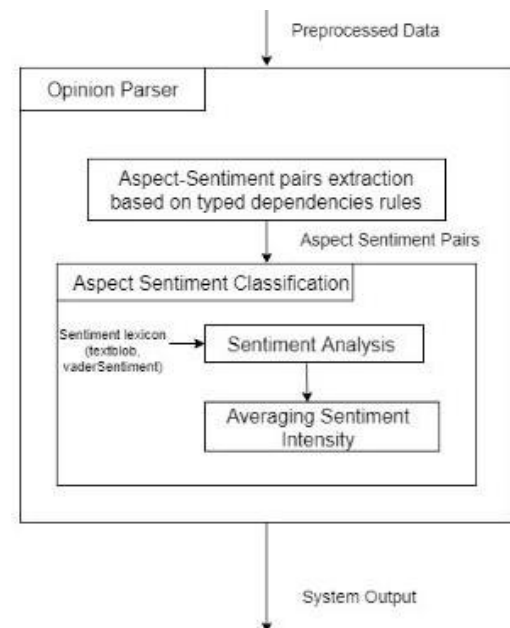 Preprocessed Data
Opinion Parser
Aspect-Sentiment pairs extraction
based on typed dependencies rules
Aspect Sentiment Pairs
Aspect Sentiment Classification
Sentiment lexicon
(textblob,
vaderSentiment)
Sentiment Analysis
Averaging Sentiment
Intensity
System Output